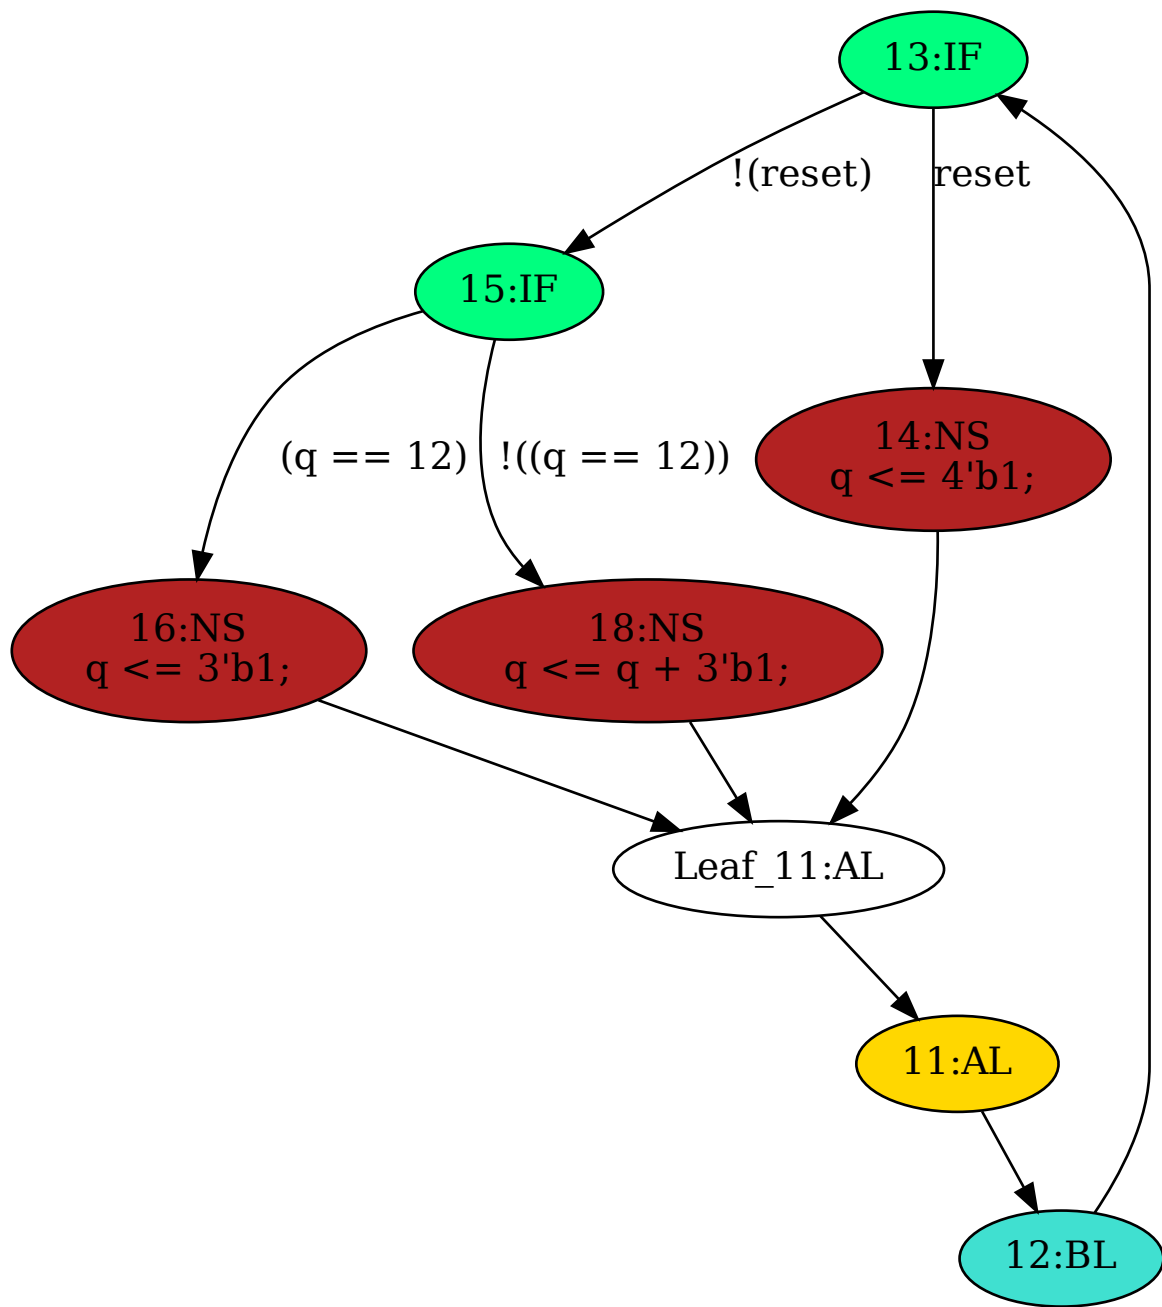 13:IF
!(reset)
reset
15:IF
14:NS
q <= 4'b1;
(q == 12)
!((q == 12))
16:NS
q <= 3'b1;
18:NS
q <= q + 3'b1;
Leaf_11:AL
11:AL
12:BL